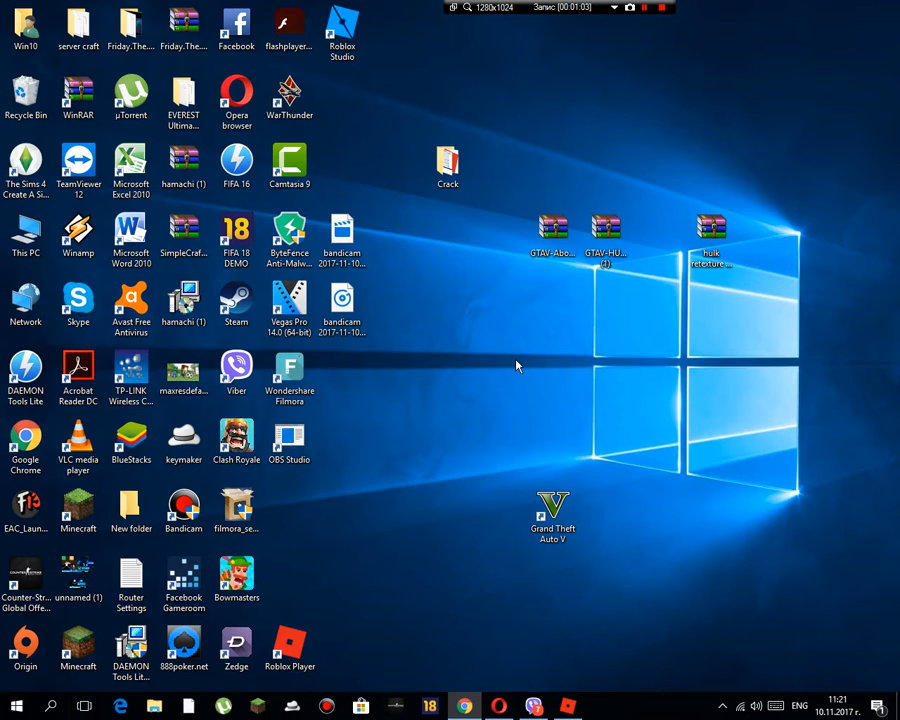 1280x1024
Запис [00:01:03]
Win10
server craft
Friday.The....
Friday.The....
Facebook
flashplayer...
Roblox
Studio
Recycle Bin
WinRAR
µTorrent
EVEREST
Ultima...
Opera
browser
WarThunder
The Sims 4
Create A Si...
TeamViewer
12
Microsoft
Excel 2010
hamachi (1)
FIFA 16
Camtasia 9
Crack
This PC
Winamp
Microsoft
Word 2010
SimpleCraf...
18
FIFA 18
DEMO
ByteFence
Anti-Malw...
bandicam
2017-11-10...
GTAV-Abo...
GTAV-HU...
(1)
hulk
retexture ...
Network
Skype
Avast Free
Antivirus
hamachi (1)
Steam
Vegas Pro
14.0 (64-bit)
bandicam
2017-11-10...
DAEMON
Tools Lite
Acrobat
Reader DC
TP-LINK
Wireless C...
maxresdefa...
Viber
Wondershare
Filmora
Google
Chrome
VLC media
player
BlueStacks
keymaker
Clash Royale
OBS Studio
EAC_Laun...
Minecraft
New folder
Bandicam
filmora_se...
Grand Theft
Auto V
Counter-Str...
Global Offe...
unnamed (1)
Router
Settings
Facebook
Gameroom
Bowmasters
Origin
Minecraft
DAEMON
Tools Lit...
888poker.net
Zedge
Roblox Player
18
7
ENG
11:21
10.11.2017 г.
1